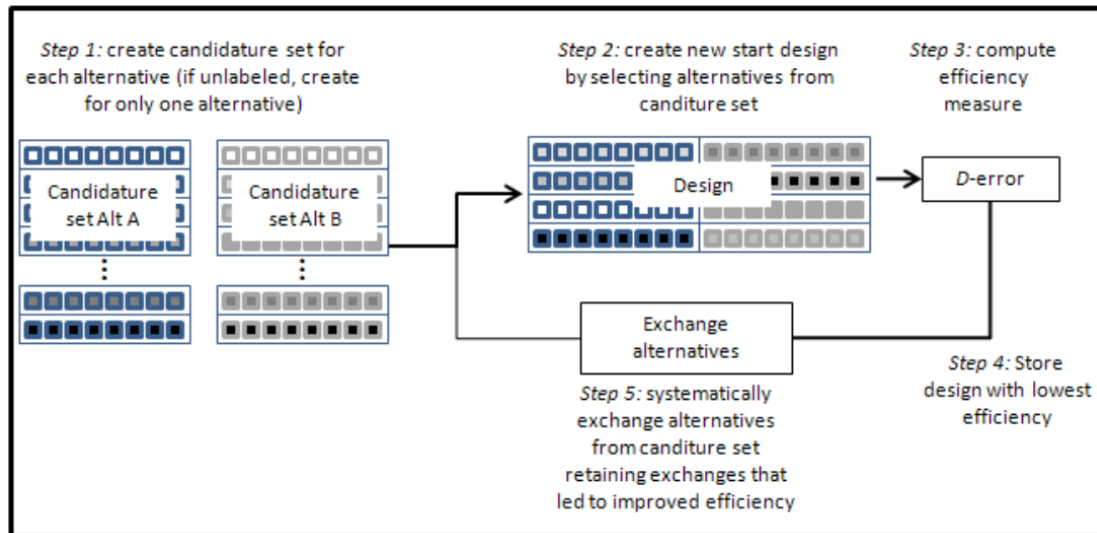 Step 1: create candidature set for
each alternative (if unlabeled, create
for only one alternative)
Step 2: create new start design
by selecting alternatives from
canditure set
Step 3: compute
efficiency
measure
Candidature
set Alt A
Candidature
set Alt B
Design
D-error
Exchange
alternatives
Step 4: Store
design with lowest
efficiency
Step 5: systematically
exchange alternatives
from canditure set
retaining exchanges that
led to improved efficiency